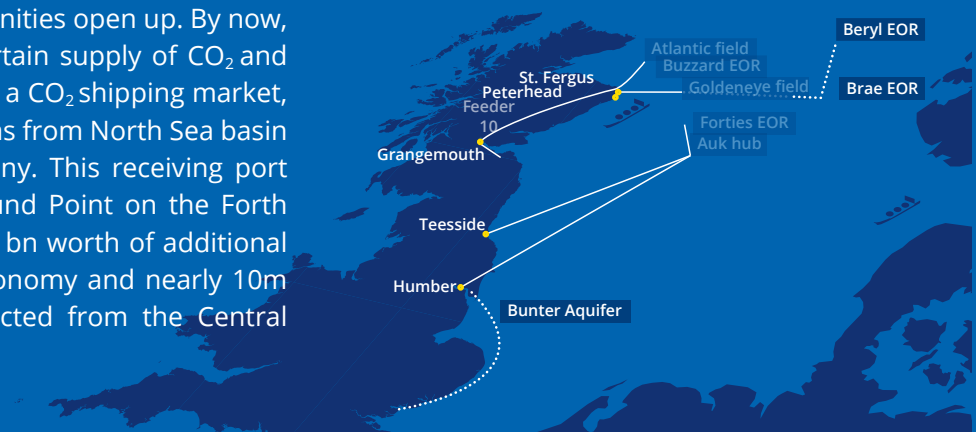 nities open up. By now,
rtain supply of CO₂ and
a CO₂ shipping market,
ns from North Sea basin
ny. This receiving port
und Point on the Forth
bn worth of additional
onomy and nearly 10m
cted from the Central
Beryl EOR
Atlantic field
Buzzard EOR
St. Fergus
Goldeneye field
Brae EOR
Peterhead
Feeder
10
Forties EOR
Auk hub
Grangemouth
Teesside
Humber
Bunter Aquifer